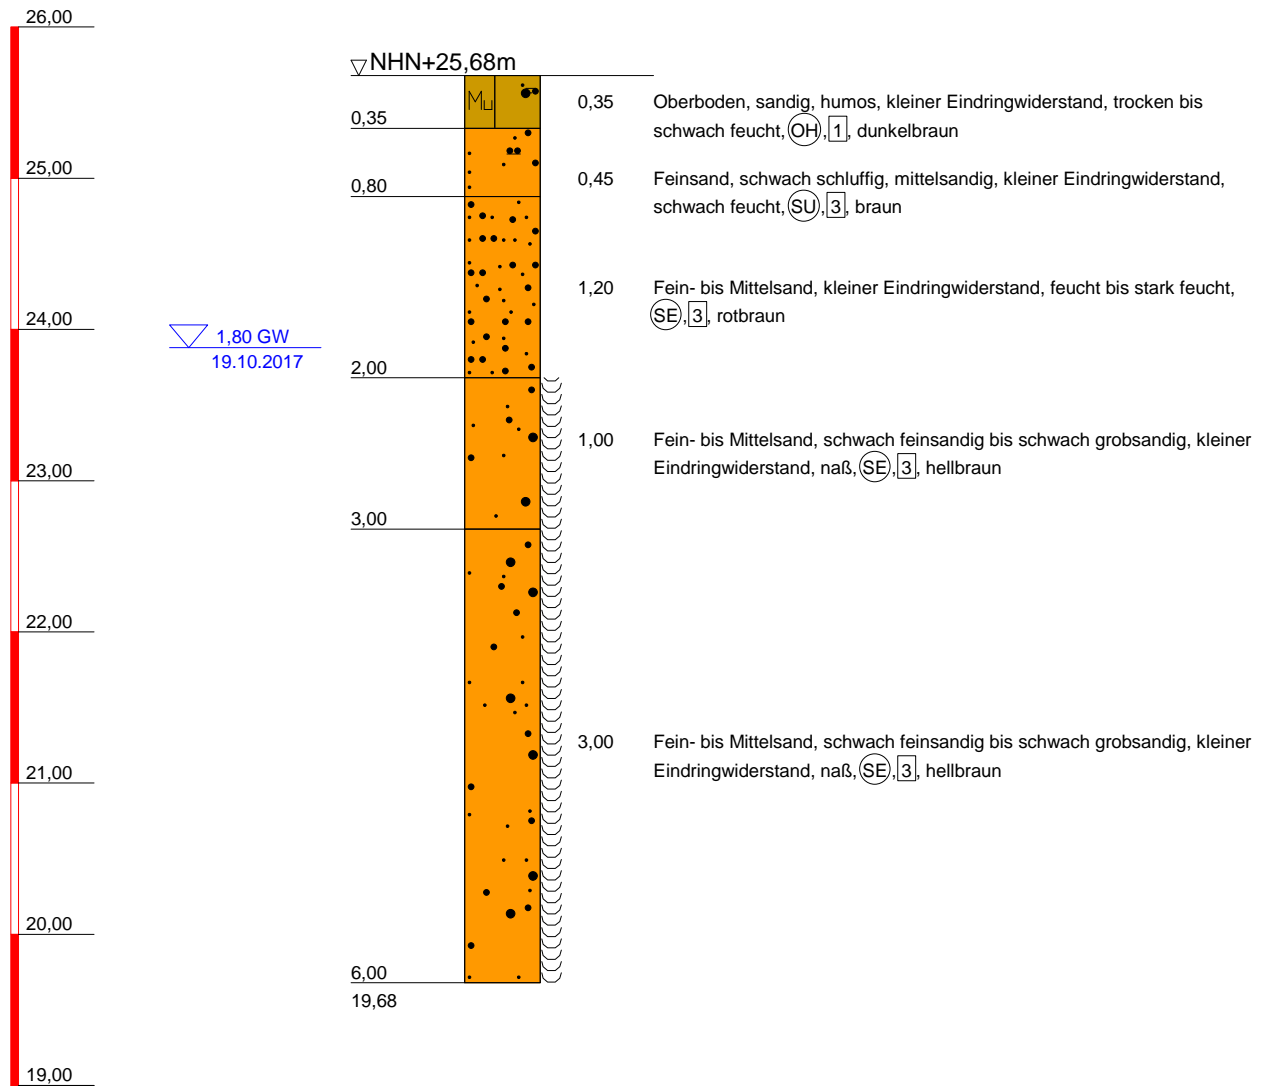 26,00
NHN+25,68m
Mu
0,35
0,35 Oberboden, sandig, humos, kleiner Eindringwiderstand, trocken bis
schwach feucht, OH, 1, dunkelbraun
25,00
0,80
0,45 Feinsand, schwach schluffig, mittelsandig, kleiner Eindringwiderstand,
schwach feucht, SU, 3, braun
1,20 Fein- bis Mittelsand, kleiner Eindringwiderstand, feucht bis stark feucht,
SE, 3, rotbraun
24,00
1,80 GW
19.10.2017
2,00
1,00 Fein- bis Mittelsand, schwach feinsandig bis schwach grobsandig, kleiner
Eindringwiderstand, naß, SE, 3, hellbraun
23,00
3,00
22,00
3,00 Fein- bis Mittelsand, schwach feinsandig bis schwach grobsandig, kleiner
Eindringwiderstand, naß, SE, 3, hellbraun
21,00
20,00
6,00
19,68
19,00